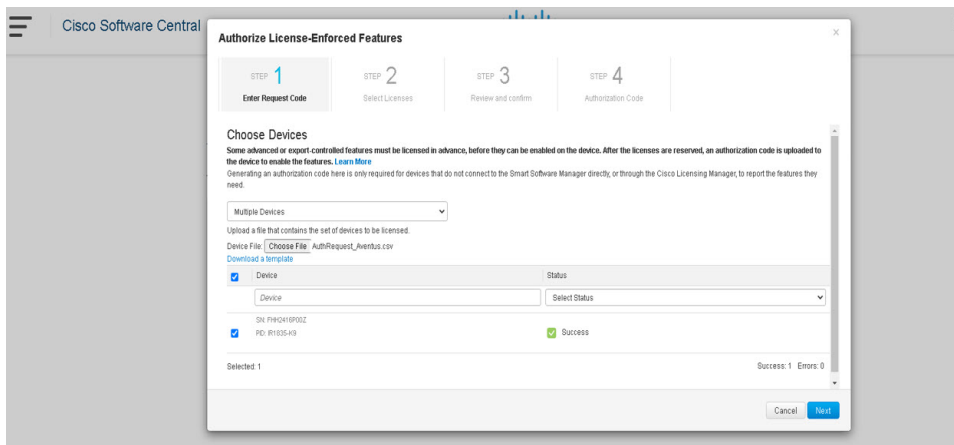 Cisco Software Central
Authorize License-Enforced Features
x
STEP 1
Enter Request Code
STEP 2
Select Licenses
STEP 3
Review and confirm
STEP 4
Authorization Code
Choose Devices
Some advanced or export-controlled features must be licensed in advance, before they can be enabled on the device. After the licenses are reserved, an authorization code is uploaded to
the device to enable the features. Learn More
Generating an authorization code here is only required for devices that do not connect to the Smart Software Manager directly, or through the Cisco Licensing Manager, to report the features they
need.
Multiple Devices
Upload a file that contains the set of devices to be licensed.
Device File: Choose File AuthRequest_Aventus.csv
Download a template
Device Status
Device Select Status
SN: FHH2416P00Z
PID: IR1835-K9
Success
Selected: 1 Success: 1 Errors: 0
Cancel Next